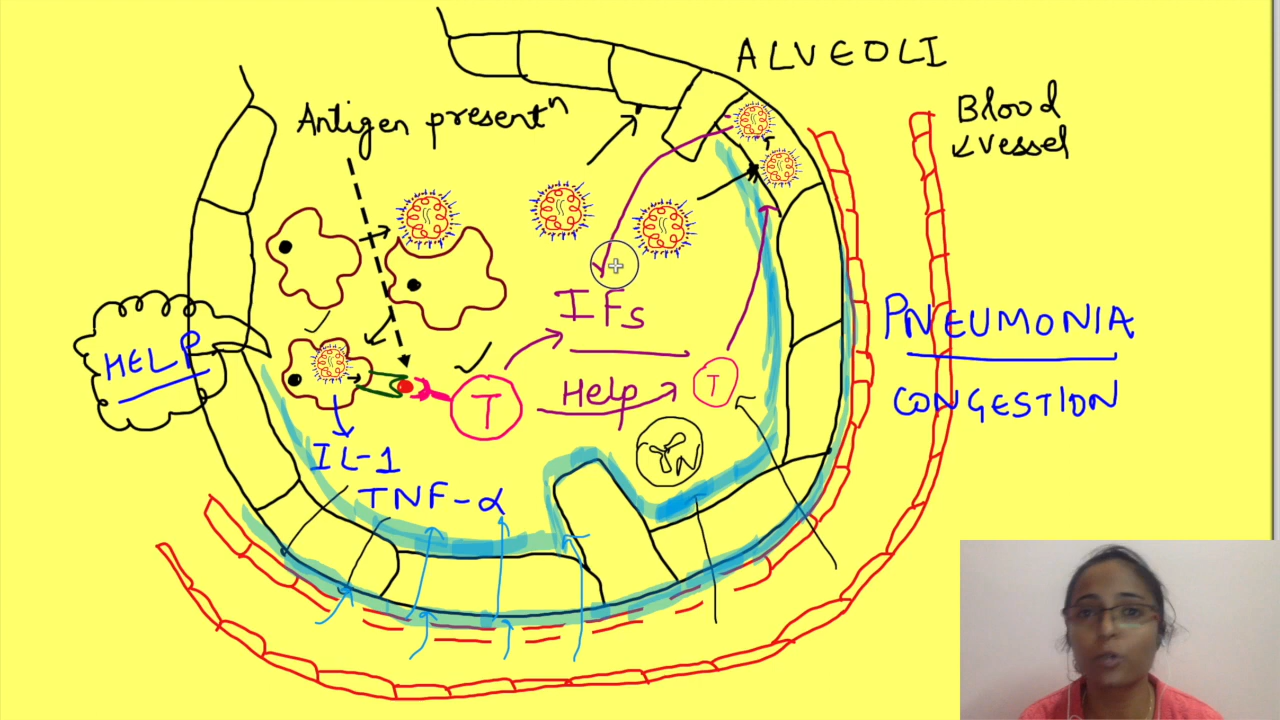 ALVEOLI
Antigen presentⁿ
Blood
vessel
IFs
PNEUMONIA
HELP
CONGESTION
T
Help
T
IL-1
TNF-α
N